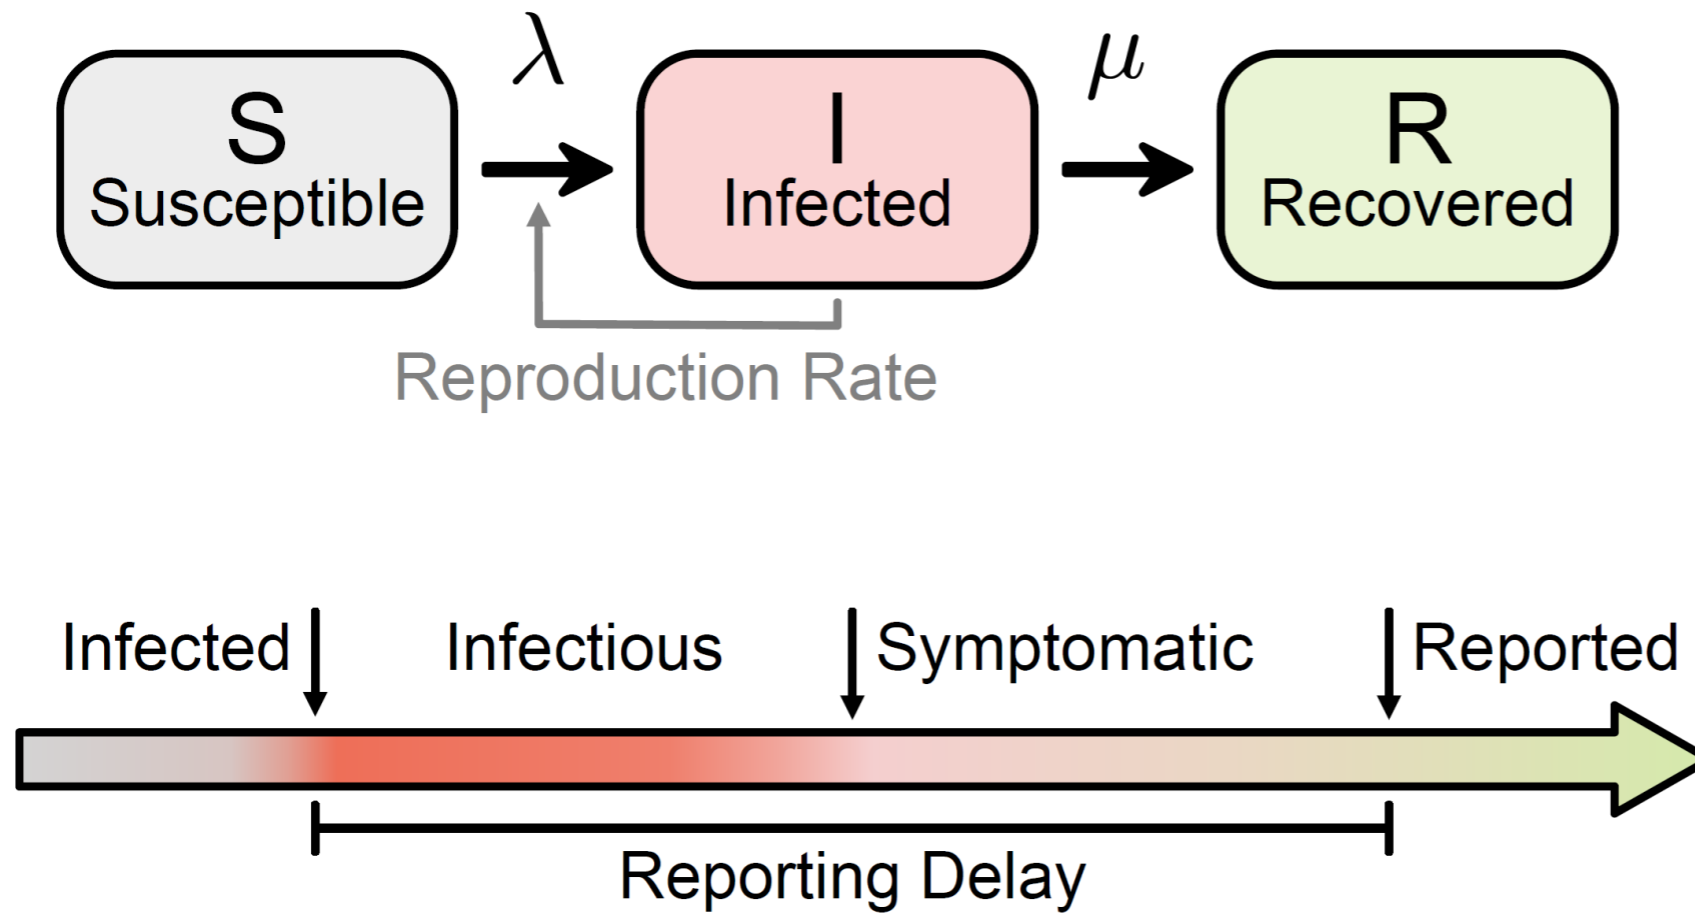 λ
μ
S
Susceptible
I
Infected
R
Recovered
Reproduction Rate
Infected
Infectious
Symptomatic
Reported
Reporting Delay